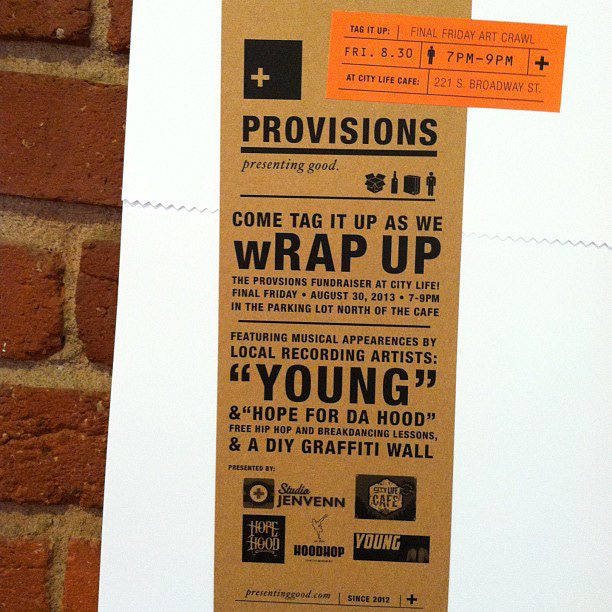 TAG IT UP: FINAL FRIDAY ART CRAWL
FRI. 8.30 7PM–9PM +
AT CITY LIFE CAFE: 221 S. BROADWAY ST.
+
PROVISIONS
presenting good.
COME TAG IT UP AS WE
wRAP UP
THE PROVSIONS FUNDRAISER AT CITY LIFE!
FINAL FRIDAY • AUGUST 30, 2013 • 7-9PM
IN THE PARKING LOT NORTH OF THE CAFE
FEATURING MUSICAL APPEARENCES BY
LOCAL RECORDING ARTISTS:
“YOUNG”
&“HOPE FOR DA HOOD”
FREE HIP HOP AND BREAKDANCING LESSONS,
& A DIY GRAFFITI WALL
PRESENTED BY:
Studio
JENVENN
CITY LIFE
CAFE
HOPE
HOOD
HOODHOP
YOUNG
presentinggood.com | SINCE 2012 | +